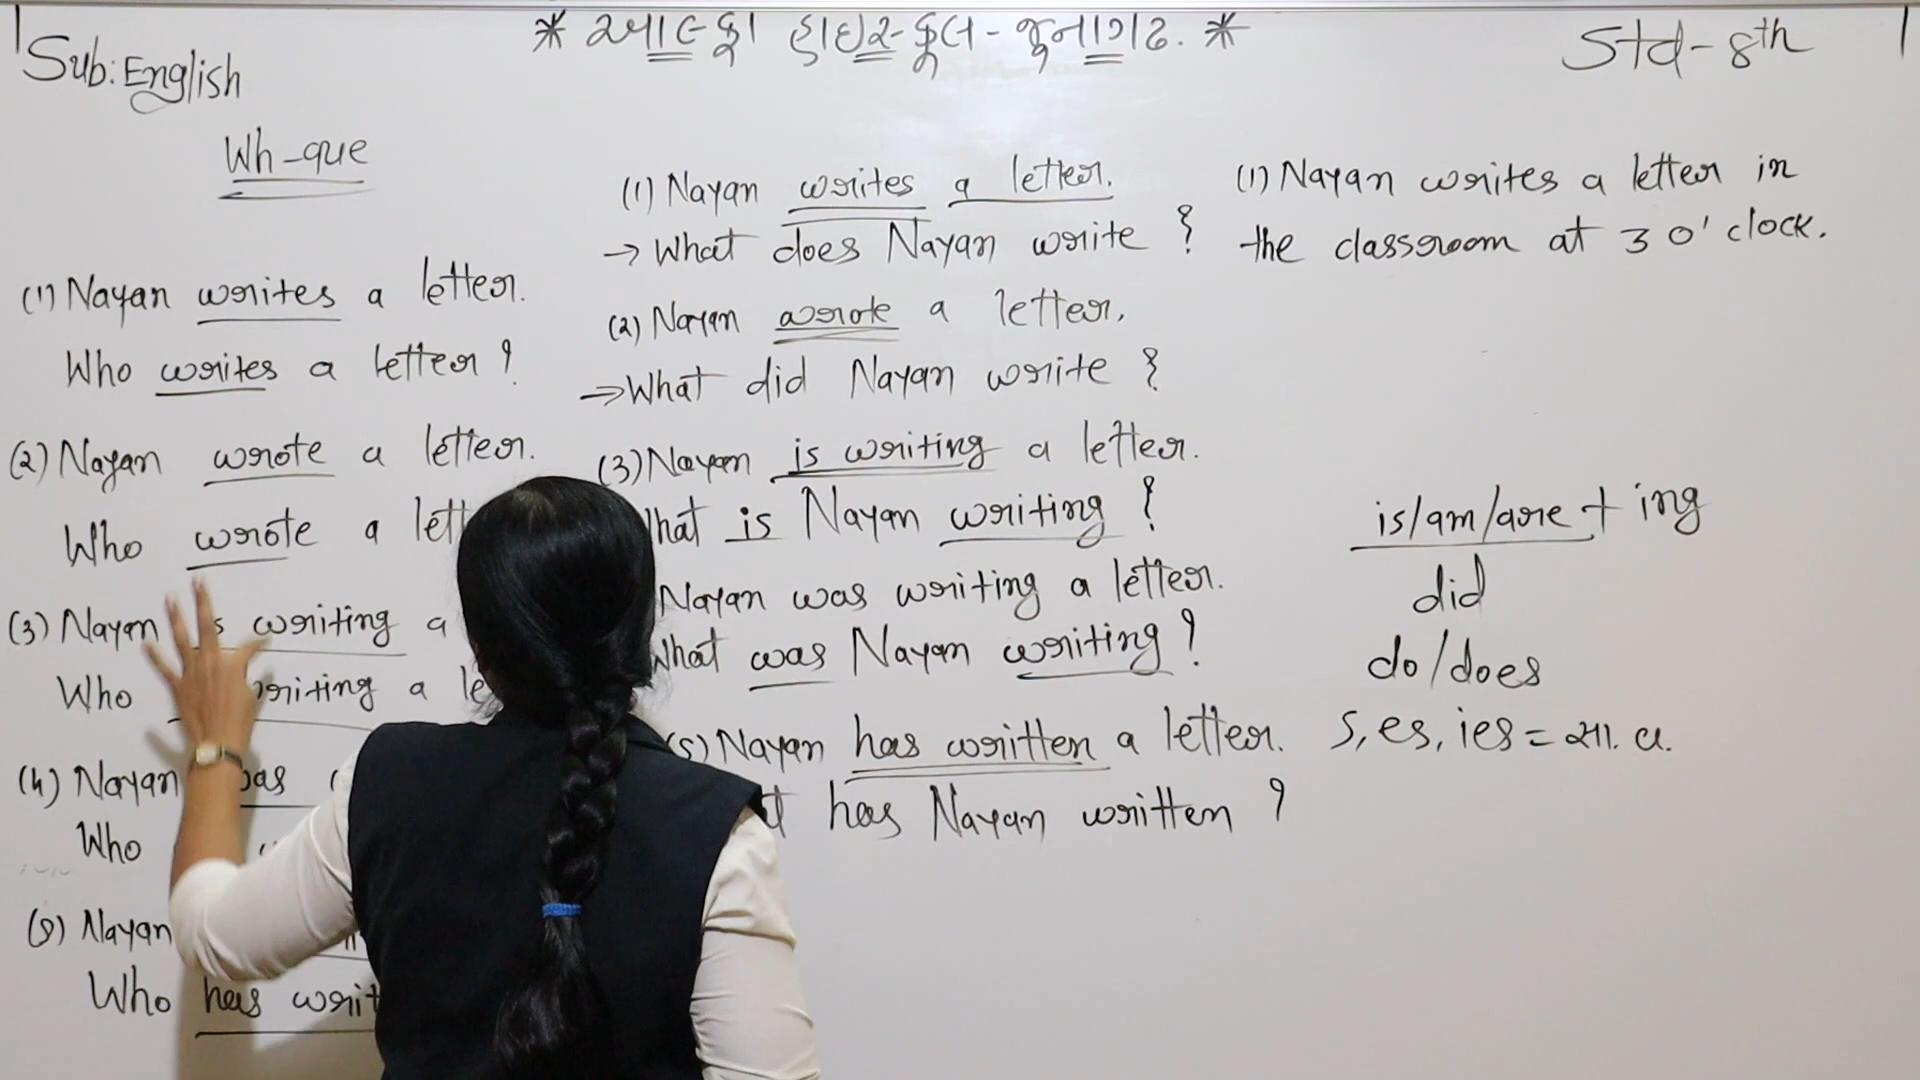 Sub: English
* આલ્ફા હાઇસ્કૂલ - જુનાગઢ. *
Std - 8th
Wh-que
(1) Nayan writes a letter.
Who writes a letter ?
(2) Nayan wrote a letter.
Who wrote a
(3) Nayan writing a
Who a
(4) Nayan
Who
(5) Nayan
Who has
(1) Nayan writes a letter.
→ What does Nayan write ?
(2) Nayan wrote a letter.
→ What did Nayan write ?
(3) Nayan is writing a letter.
is Nayan writing ?
Nayan was writing a letter.
What was Nayan writing ?
(5) Nayan has written a letter.
has Nayan written ?
(1) Nayan writes a letter in
the classroom at 3 o'clock.
is/am/are + ing
did
do/does
s, es, ies = સા. વ.